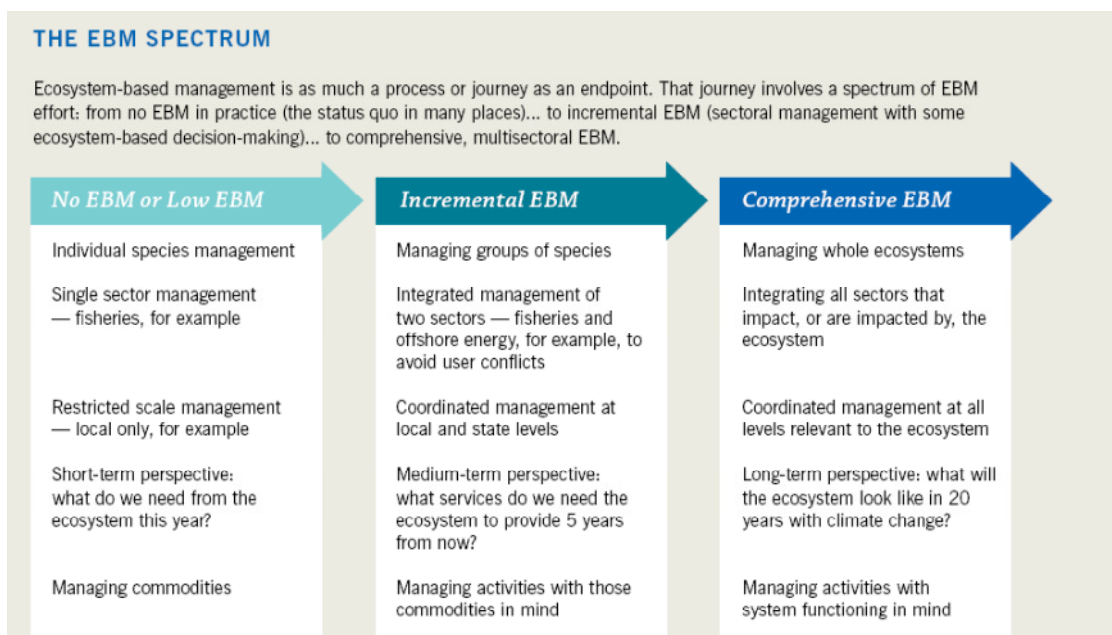 THE EBM SPECTRUM
Ecosystem-based management is as much a process or journey as an endpoint. That journey involves a spectrum of EBM
effort: from no EBM in practice (the status quo in many places)... to incremental EBM (sectoral management with some
ecosystem-based decision-making)... to comprehensive, multisectoral EBM.
No EBM or Low EBM
Individual species management
Single sector management
— fisheries, for example
Restricted scale management
— local only, for example
Short-term perspective:
what do we need from the
ecosystem this year?
Managing commodities
Incremental EBM
Managing groups of species
Integrated management of
two sectors — fisheries and
offshore energy, for example, to
avoid user conflicts
Coordinated management at
local and state levels
Medium-term perspective:
what services do we need the
ecosystem to provide 5 years
from now?
Managing activities with those
commodities in mind
Comprehensive EBM
Managing whole ecosystems
Integrating all sectors that
impact, or are impacted by, the
ecosystem
Coordinated management at all
levels relevant to the ecosystem
Long-term perspective: what will
the ecosystem look like in 20
years with climate change?
Managing activities with
system functioning in mind